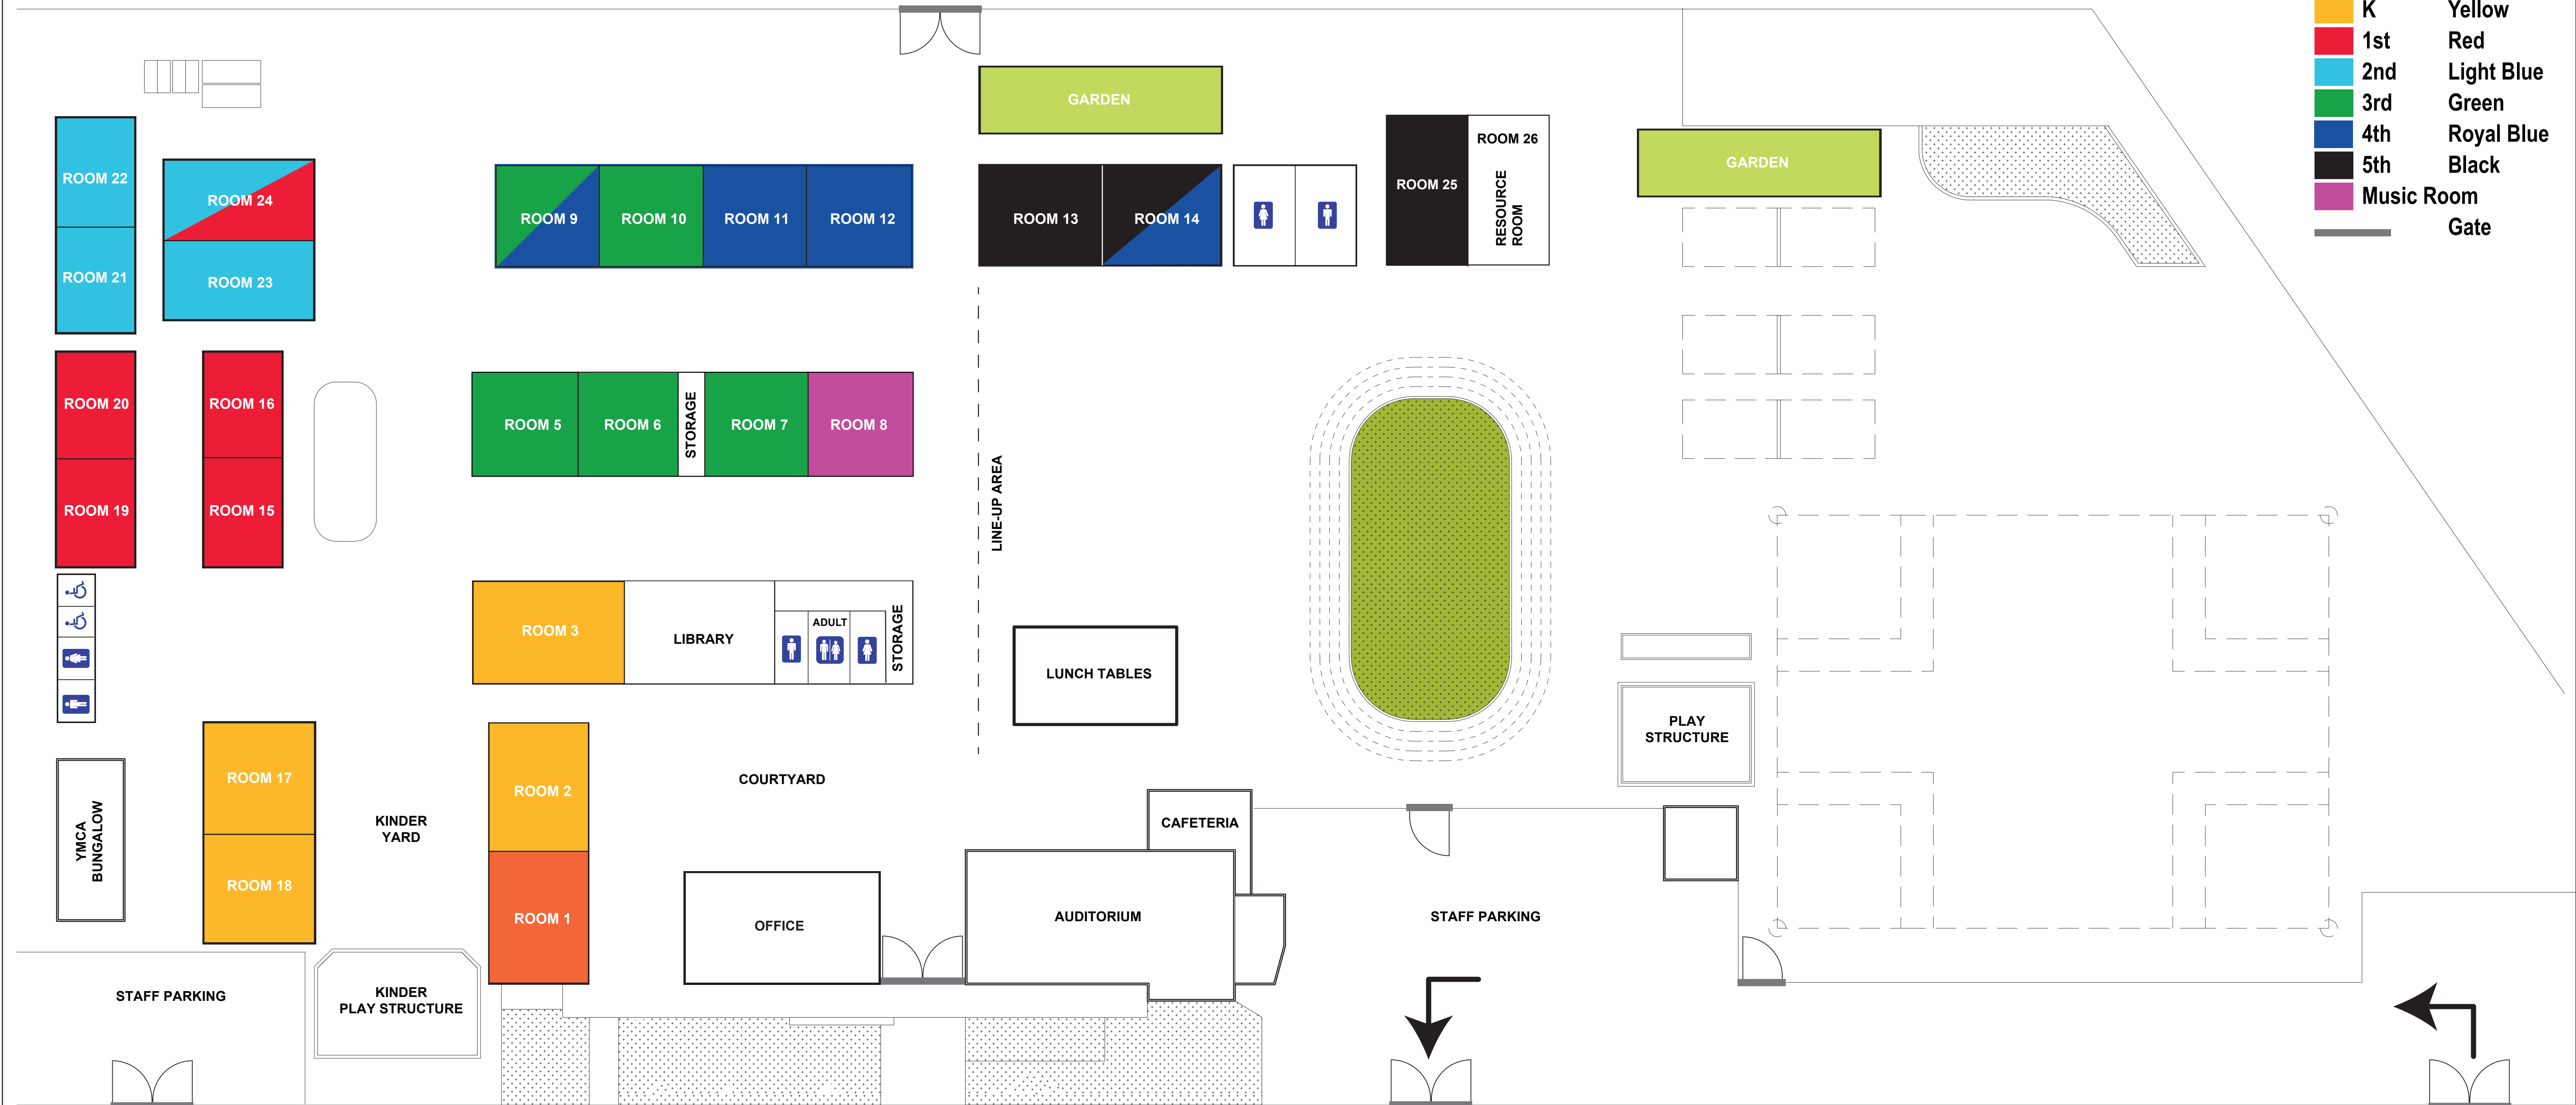 K Yellow
1st Red
2nd Light Blue
3rd Green
4th Royal Blue
5th Black
Music Room
Gate
GARDEN
ROOM 26
RESOURCE
ROOM
ROOM 25
GARDEN
ROOM 22
ROOM 24
ROOM 21
ROOM 23
ROOM 9
ROOM 10
ROOM 11
ROOM 12
ROOM 13
ROOM 14
ROOM 20
ROOM 16
ROOM 19
ROOM 15
ROOM 5
ROOM 6
STORAGE
ROOM 7
ROOM 8
LINE-UP AREA
ROOM 3
LIBRARY
ADULT
STORAGE
LUNCH TABLES
PLAY
STRUCTURE
YMCA
BUNGALOW
ROOM 17
ROOM 18
KINDER
YARD
ROOM 2
ROOM 1
COURTYARD
CAFETERIA
OFFICE
AUDITORIUM
STAFF PARKING
STAFF PARKING
KINDER
PLAY STRUCTURE